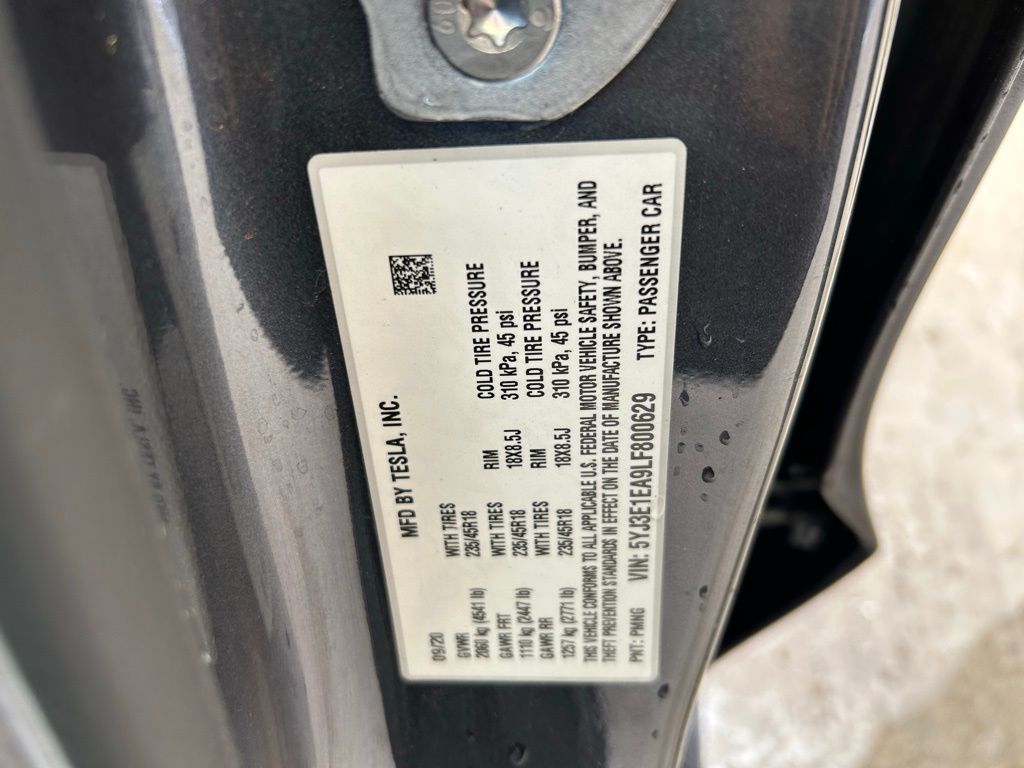 MFD BY TESLA, INC.
09/20
GVWR WITH TIRES RIM COLD TIRE PRESSURE
2060 kg (4541 lb) 235/45R18 18X8.5J 310 kPa, 45 psi
GAWR FRT WITH TIRES RIM COLD TIRE PRESSURE
1110 kg (2447 lb) 235/45R18 18X8.5J 310 kPa, 45 psi
GAWR RR
1257 kg (2771 lb) 235/45R18
THIS VEHICLE CONFORMS TO ALL APPLICABLE U.S. FEDERAL MOTOR VEHICLE SAFETY, BUMPER, AND
THEFT PREVENTION STANDARDS IN EFFECT ON THE DATE OF MANUFACTURE SHOWN ABOVE.
PNT: PMNG VIN: 5YJ3E1EA9LF800629 TYPE: PASSENGER CAR